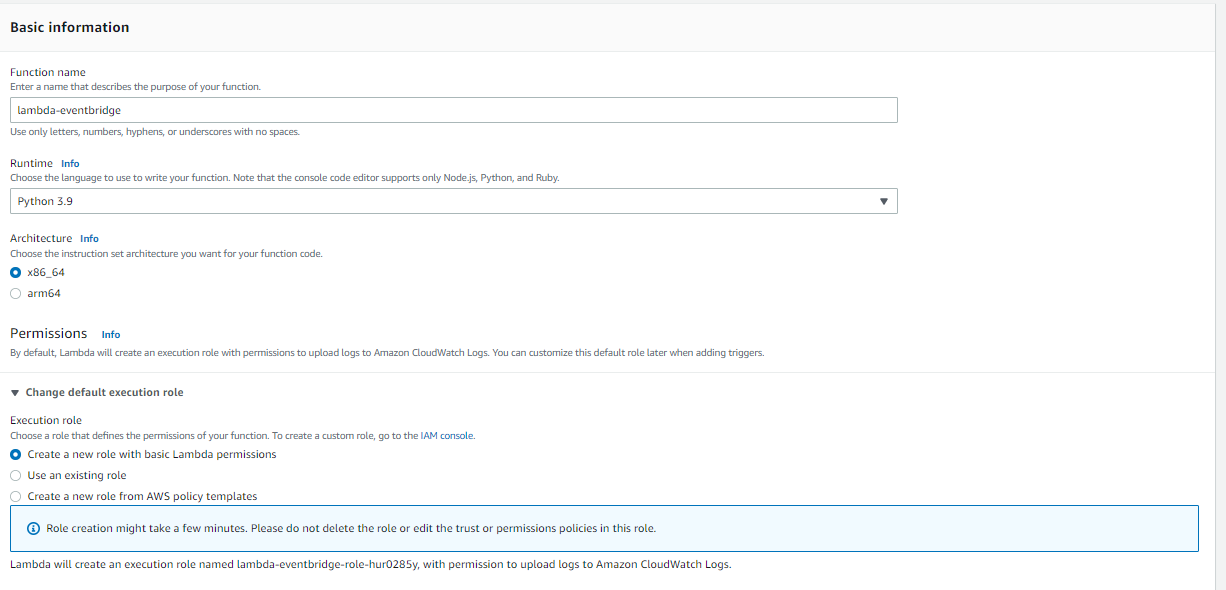 Basic information
Function name
Enter a name that describes the purpose of your function.
lambda-eventbridge
Use only letters, numbers, hyphens, or underscores with no spaces.
Runtime Info
Choose the language to use to write your function. Note that the console code editor supports only Node.js, Python, and Ruby.
Python 3.9
Architecture Info
Choose the instruction set architecture you want for your function code.
x86_64
arm64
Permissions Info
By default, Lambda will create an execution role with permissions to upload logs to Amazon CloudWatch Logs. You can customize this default role later when adding triggers.
Change default execution role
Execution role
Choose a role that defines the permissions of your function. To create a custom role, go to the IAM console.
Create a new role with basic Lambda permissions
Use an existing role
Create a new role from AWS policy templates
Role creation might take a few minutes. Please do not delete the role or edit the trust or permissions policies in this role.
Lambda will create an execution role named lambda-eventbridge-role-hur0285y, with permission to upload logs to Amazon CloudWatch Logs.